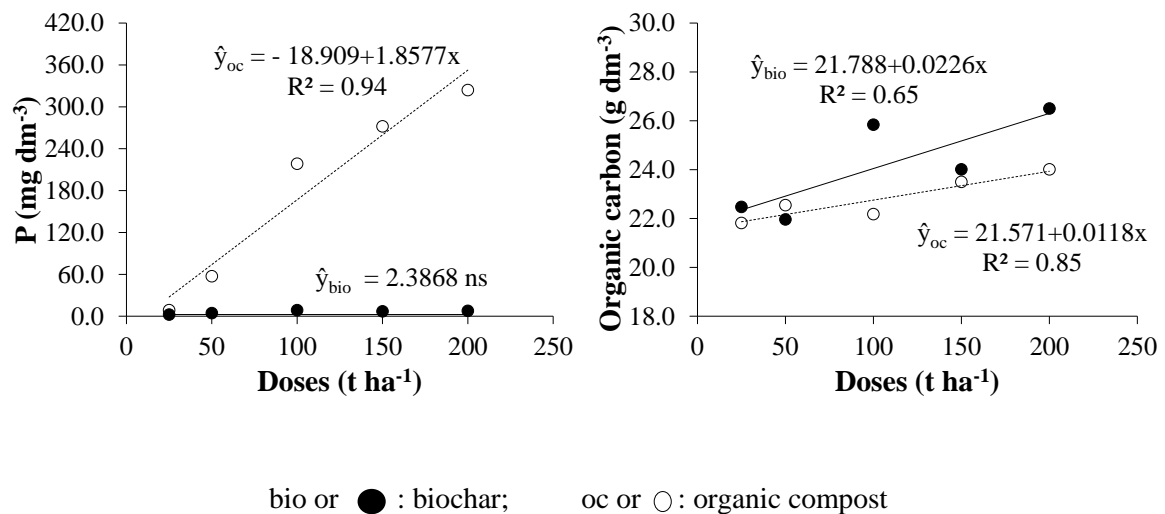 P (mg dm⁻³)
420.0
360.0
300.0
240.0
180.0
120.0
60.0
0.0
ŷoc = - 18.909+1.8577x
R² = 0.94
ŷbio = 2.3868 ns
0 50 100 150 200 250
Doses (t ha⁻¹)
Organic carbon (g dm⁻³)
30.0
28.0
26.0
24.0
22.0
20.0
18.0
ŷbio = 21.788+0.0226x
R² = 0.65
ŷoc = 21.571+0.0118x
R² = 0.85
0 50 100 150 200 250
Doses (t ha⁻¹)
bio or ● : biochar; oc or ○ : organic compost